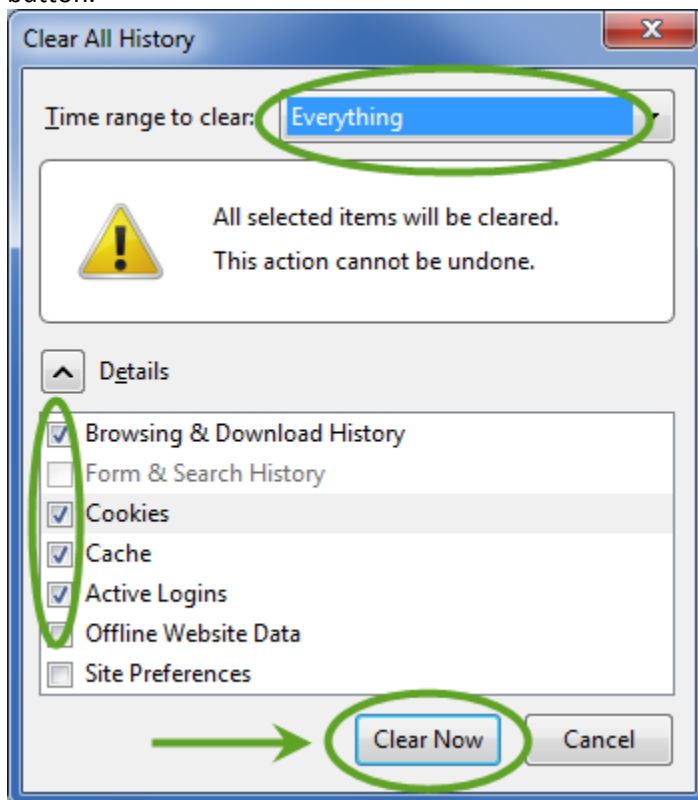 button.
Clear All History
Time range to clear: Everything
All selected items will be cleared.
This action cannot be undone.
Details
Browsing & Download History
Form & Search History
Cookies
Cache
Active Logins
Offline Website Data
Site Preferences
Clear Now Cancel